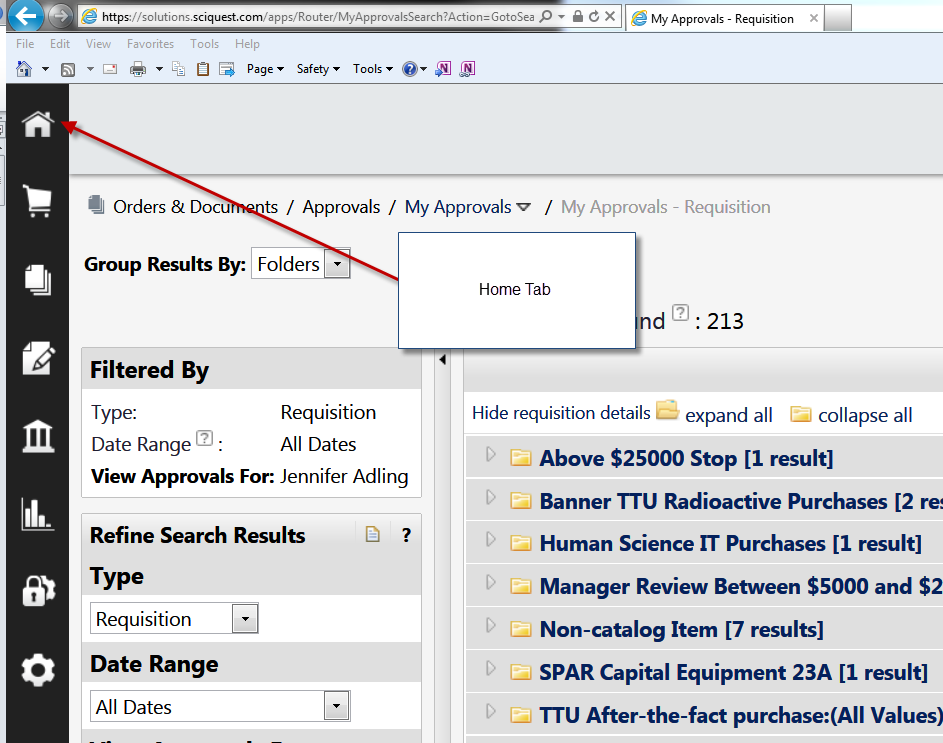 https://solutions.sciquest.com/apps/Router/MyApprovalsSearch?Action=GotoSea
My Approvals - Requisition
File Edit View Favorites Tools Help
Page Safety Tools
Orders & Documents / Approvals / My Approvals / My Approvals - Requisition
Group Results By: Folders
Home Tab
? : 213
Filtered By
Type: Requisition
Date Range ? : All Dates
View Approvals For: Jennifer Adling
Hide requisition details expand all collapse all
Above $25000 Stop [1 result]
Banner TTU Radioactive Purchases [2 res
Human Science IT Purchases [1 result]
Manager Review Between $5000 and $2
Non-catalog Item [7 results]
SPAR Capital Equipment 23A [1 result]
TTU After-the-fact purchase:(All Values)
Refine Search Results ?
Type
Requisition
Date Range
All Dates